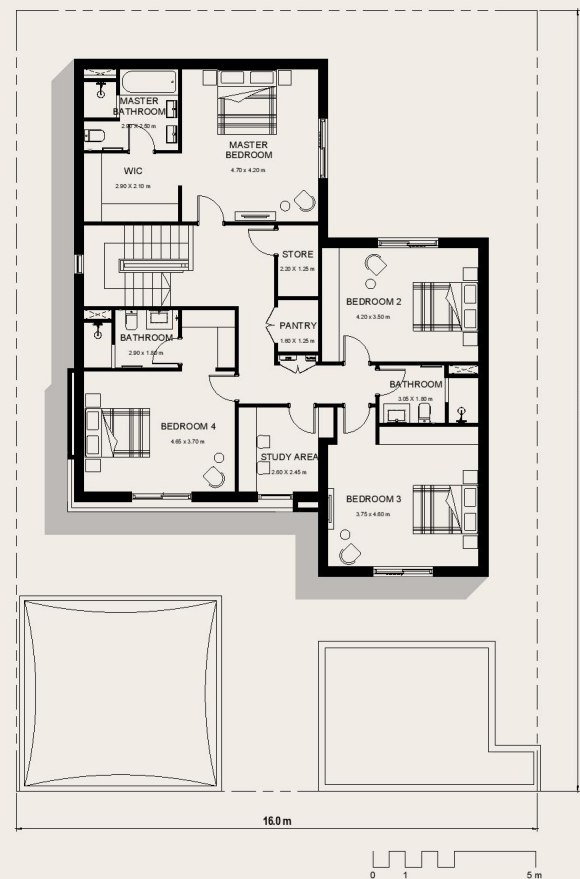 MASTER
BATHROOM
2.90 X 2.50 m
MASTER
BEDROOM
4.70 x 4.20 m
WIC
2.90 X 2.10 m
STORE
2.20 X 1.25 m
BEDROOM 2
4.20 x 3.50 m
PANTRY
1.60 X 1.25 m
BATHROOM
2.90 x 1.80 m
BATHROOM
3.05 X 1.80 m
BEDROOM 4
4.65 x 3.70 m
STUDY AREA
2.60 X 2.45 m
BEDROOM 3
3.75 x 4.60 m
16.0 m
0 1 5 m